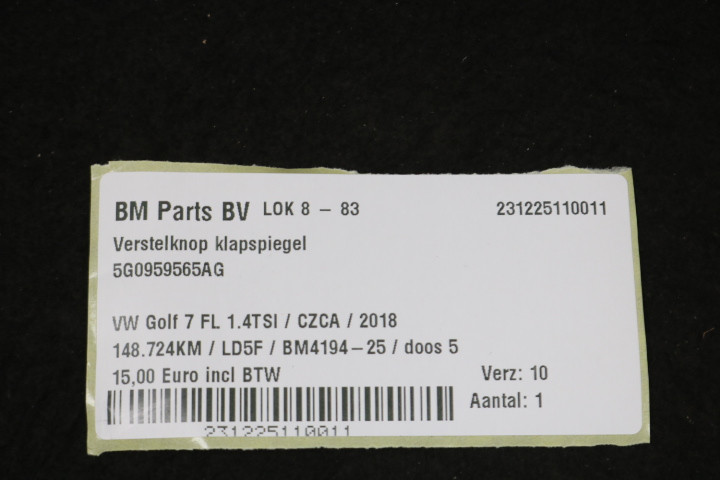 BM Parts BV LOK 8 – 83 231225110011
Verstelknop klapspiegel
5G0959565AG
VW Golf 7 FL 1.4TSI / CZCA / 2018
148.724KM / LD5F / BM4194–25 / doos 5
15,00 Euro incl BTW Verz: 10
Aantal: 1
231225110011